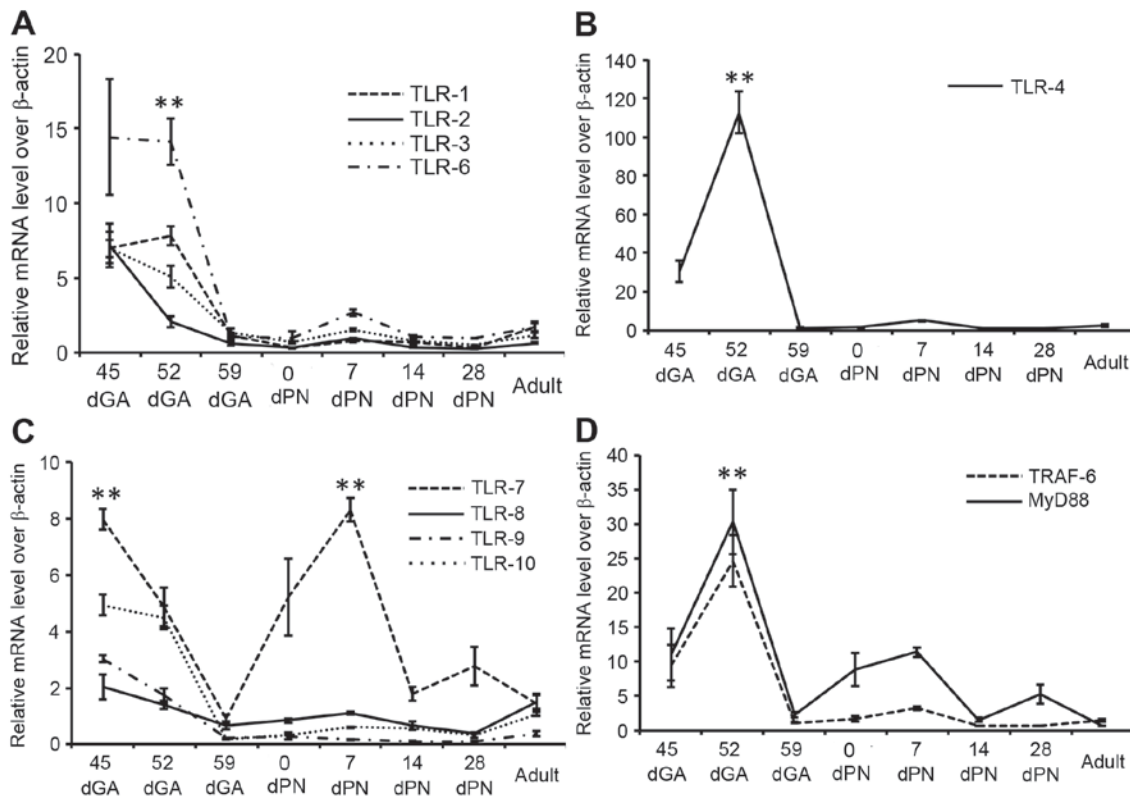 A
Relative mRNA level over β-actin
20
15
10
5
0
**
TLR-1
TLR-2
TLR-3
TLR-6
45 52 59 0 7 14 28 Adult
dGA dGA dGA dPN dPN dPN dPN
B
Relative mRNA level over β-actin
140
120
100
80
60
40
20
0
**
TLR-4
45 52 59 0 7 14 28 Adult
dGA dGA dGA dPN dPN dPN dPN
C
Relative mRNA level over β-actin
10
8
6
4
2
0
** **
TLR-7
TLR-8
TLR-9
TLR-10
45 52 59 0 7 14 28 Adult
dGA dGA dGA dPN dPN dPN dPN
D
Relative mRNA level over β-actin
40
35
30
25
20
15
10
5
0
**
TRAF-6
MyD88
45 52 59 0 7 14 28 Adult
dGA dGA dGA dPN dPN dPN dPN